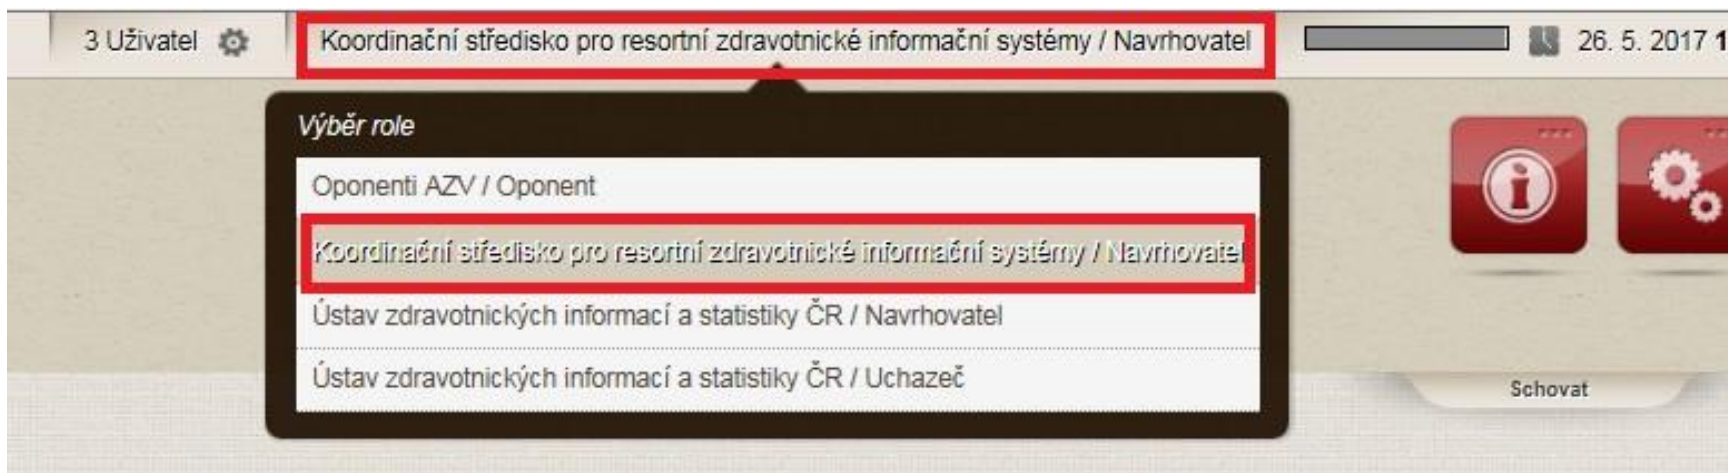 3 Uživatel
Koordinační středisko pro resortní zdravotnické informační systémy / Navrhovatel
26. 5. 2017 1
Výběr role
Oponenti AZV / Oponent
Koordinační středisko pro resortní zdravotnické informační systémy / Navrhovatel
Ústav zdravotnických informací a statistiky ČR / Navrhovatel
Ústav zdravotnických informací a statistiky ČR / Uchazeč
Schovat